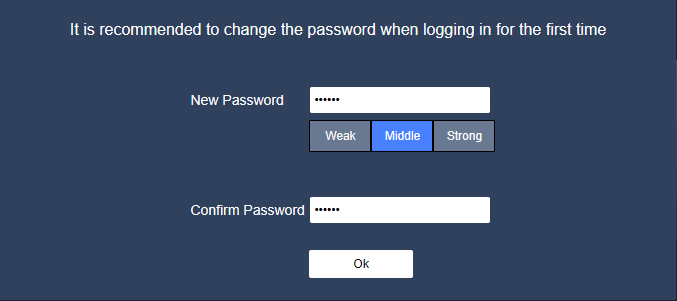 It is recommended to change the password when logging in for the first time
New Password ••••••
Weak Middle Strong
Confirm Password ••••••
Ok